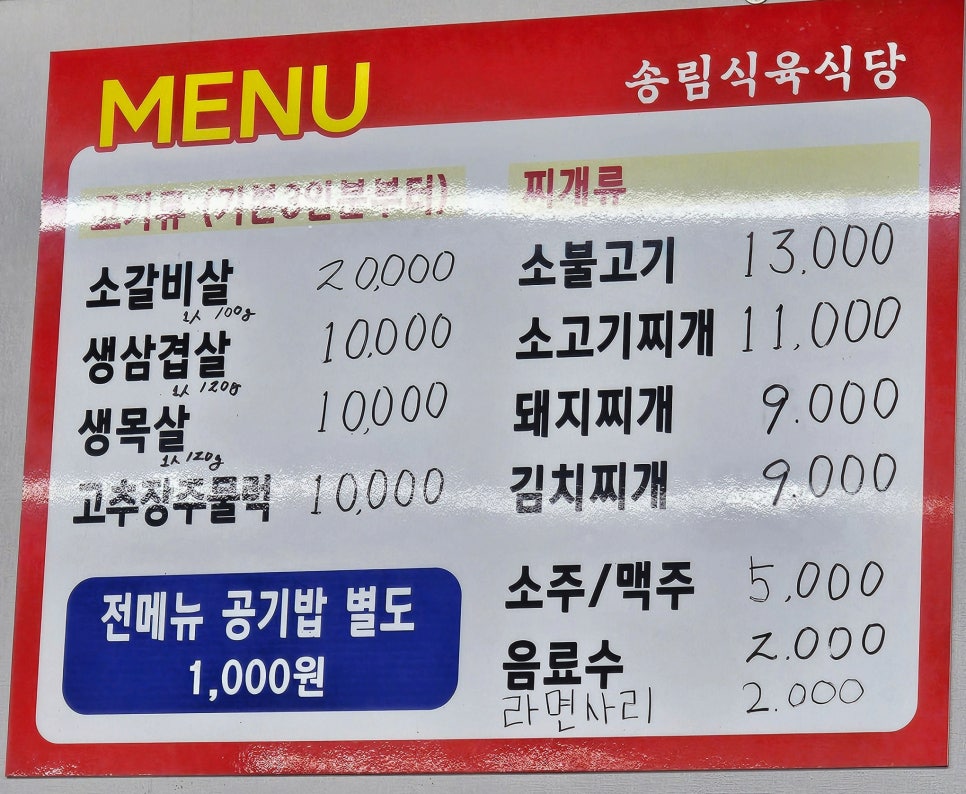 MENU
송림식육식당
고기류 (기본3인분부터)
소갈비살 20,000
1人 100g
생삼겹살 10,000
1人 120g
생목살 10,000
1人 120g
고추장주물럭 10,000
전메뉴 공기밥 별도
1,000원
찌개류
소불고기 13,000
소고기찌개 11,000
돼지찌개 9.000
김치찌개 9.000
소주/맥주 5,000
음료수 2.000
라면사리 2.000